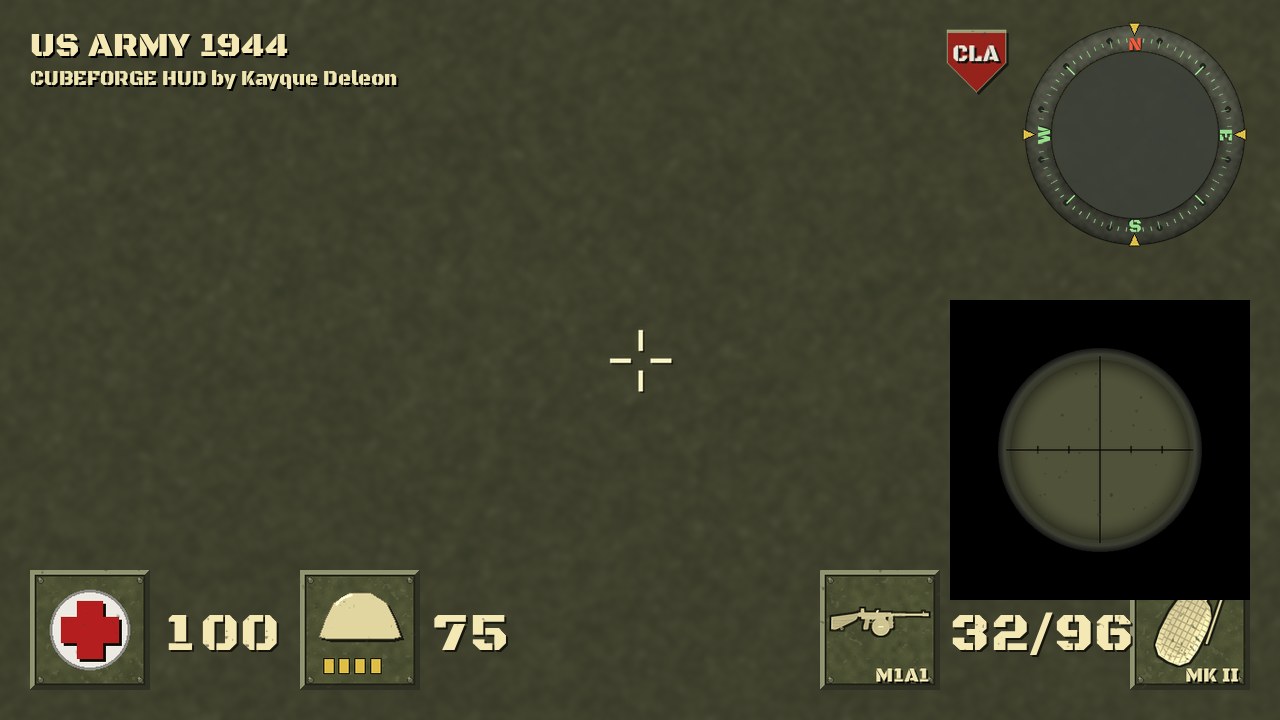 US ARMY 1944
CUBEFORGE HUD by Kayque Deleon
CLA
N
W
E
S
100
75
M1A1
32/96
MK II